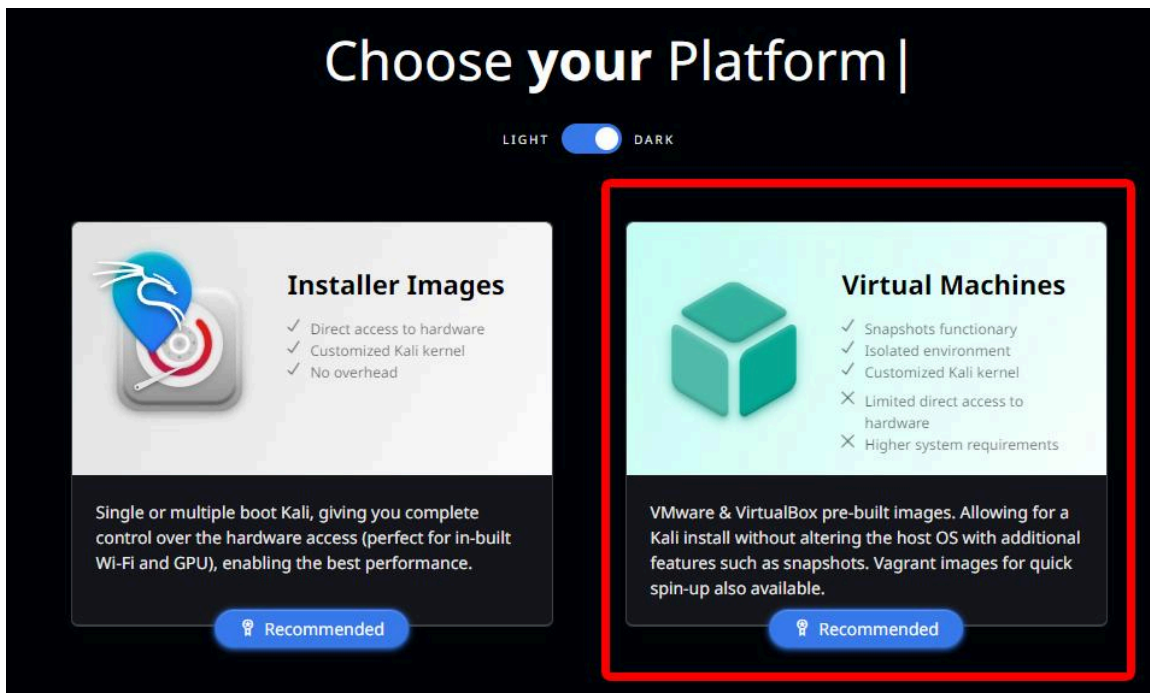 Choose your Platform|
LIGHT DARK
Installer Images
Direct access to hardware
Customized Kali kernel
No overhead
Single or multiple boot Kali, giving you complete
control over the hardware access (perfect for in-built
Wi-Fi and GPU), enabling the best performance.
Recommended
Virtual Machines
Snapshots functionary
Isolated environment
Customized Kali kernel
Limited direct access to
hardware
Higher system requirements
VMware & VirtualBox pre-built images. Allowing for a
Kali install without altering the host OS with additional
features such as snapshots. Vagrant images for quick
spin-up also available.
Recommended